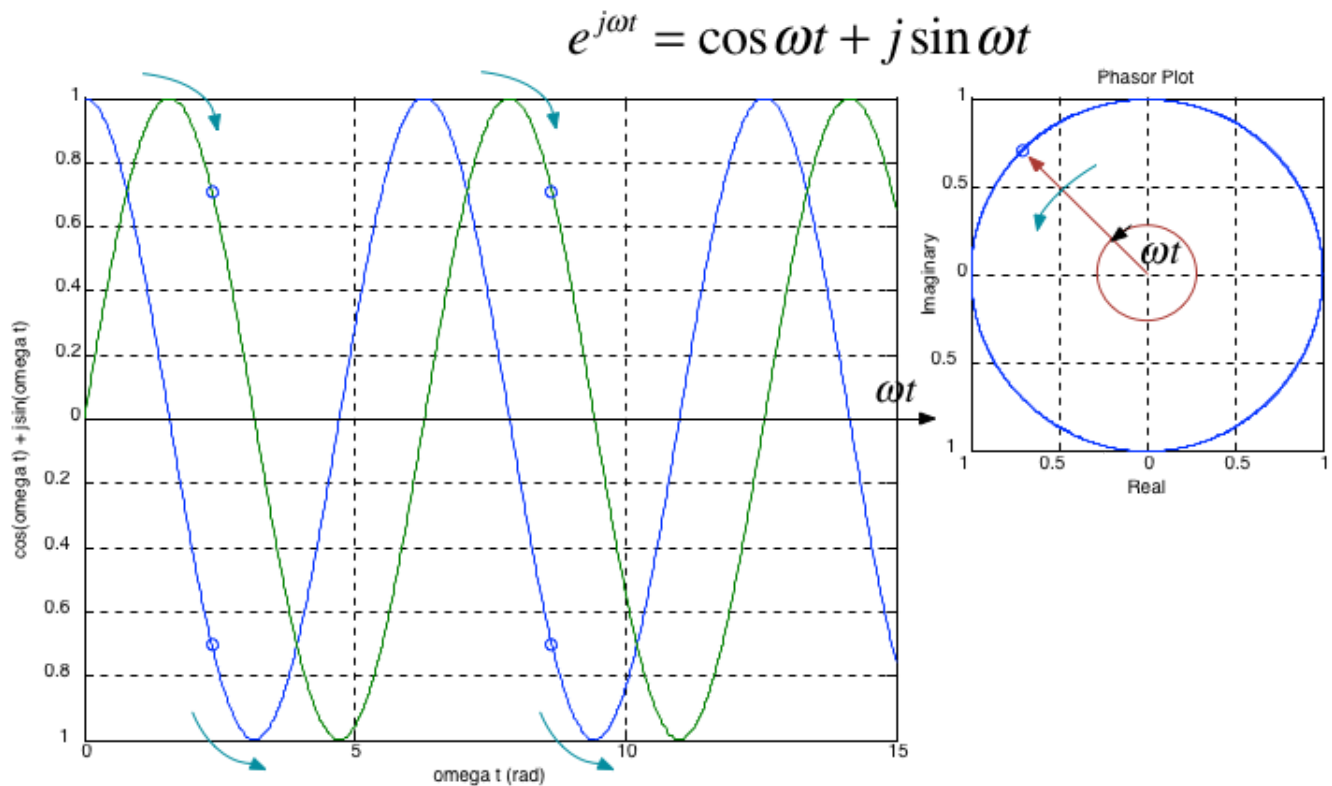 e^{jωt} = cos ωt + j sin ωt
Phasor Plot
cos(omega t) + j sin(omega t)
1
0.8
0.6
0.4
0.2
0
0.2
0.4
0.6
0.8
1
0 5 10 15
omega t (rad)
ωt
Imaginary
1
0.5
0
0.5
1
ωt
1 0.5 0 0.5 1
Real